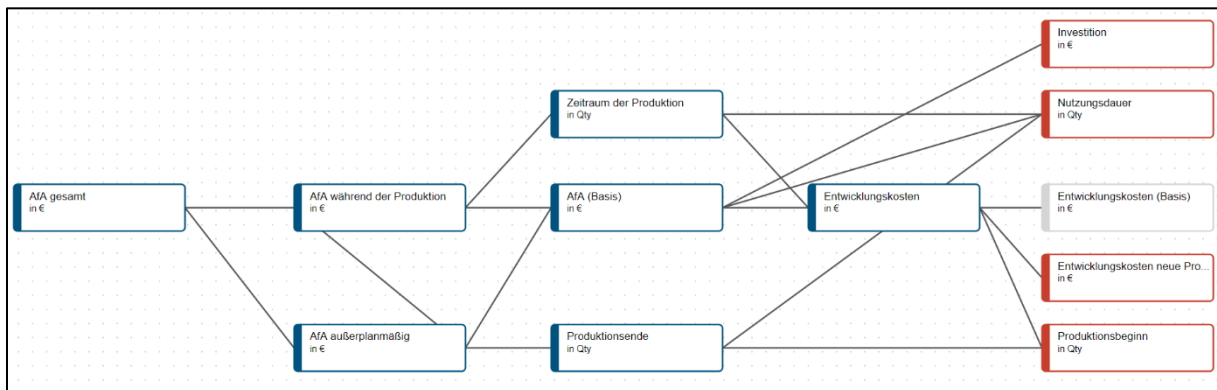 Investition
in €
Zeitraum der Produktion
in Qty
Nutzungsdauer
in Qty
AfA gesamt
in €
AfA während der Produktion
in €
AfA (Basis)
in €
Entwicklungskosten
in €
Entwicklungskosten (Basis)
in €
Entwicklungskosten neue Pro...
in €
AfA außerplanmäßig
in €
Produktionsende
in Qty
Produktionsbeginn
in Qty